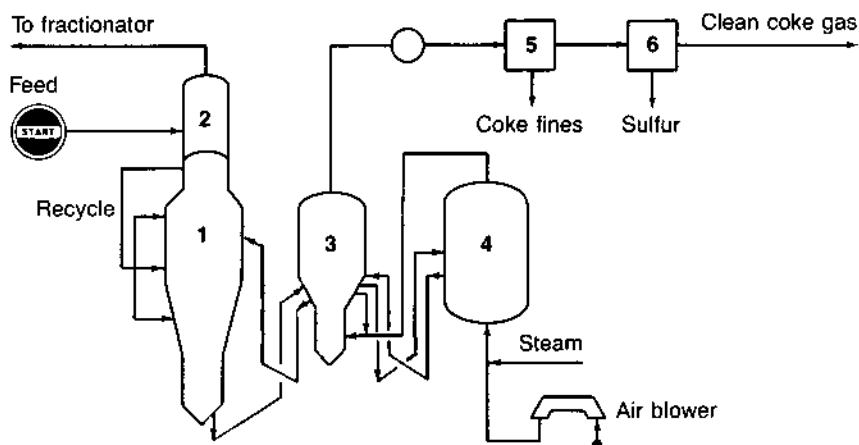 To fractionator
Clean coke gas
5
6
Feed
START
2
Coke fines
Sulfur
Recycle
1
3
4
Steam
Air blower